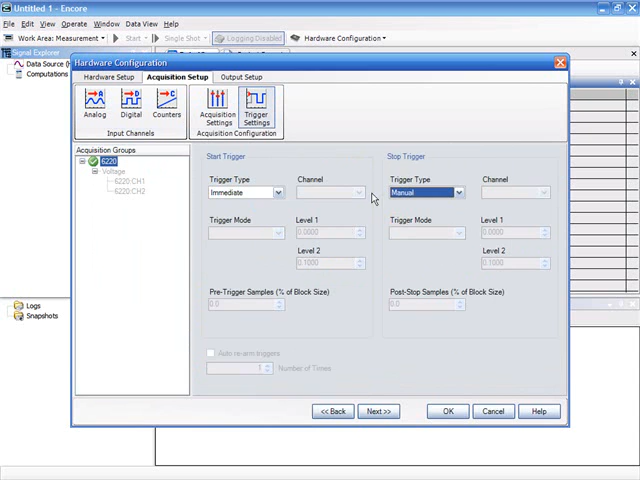 Untitled 1 - Encore
File Edit View Window Data View Help
Work Area: Measurement Start Single Shot Logging Disabled Hardware Configuration
Signal Explorer
Data Source (
Computations
Logs
Snapshots
Hardware Configuration
Hardware Setup Acquisition Setup Output Setup
Analog Digital Counters Acquisition Settings Trigger Settings
Input Channels Acquisition Configuration
Acquisition Groups
6220
Voltage
6220.CH1
6220.CH2
Start Trigger
Trigger Type Channel
Immediate
Trigger Mode Level 1
0.0000
Level 2
0.1000
Pre-Trigger Samples (% of Block Size)
0.0
Auto re-arm triggers
1 Number of Times
Stop Trigger
Trigger Type Channel
Manual
Trigger Mode Level 1
0.0000
Level 2
0.1000
Post-Stop Samples (% of Block Size)
0.0
<< Back Next >> OK Cancel Help